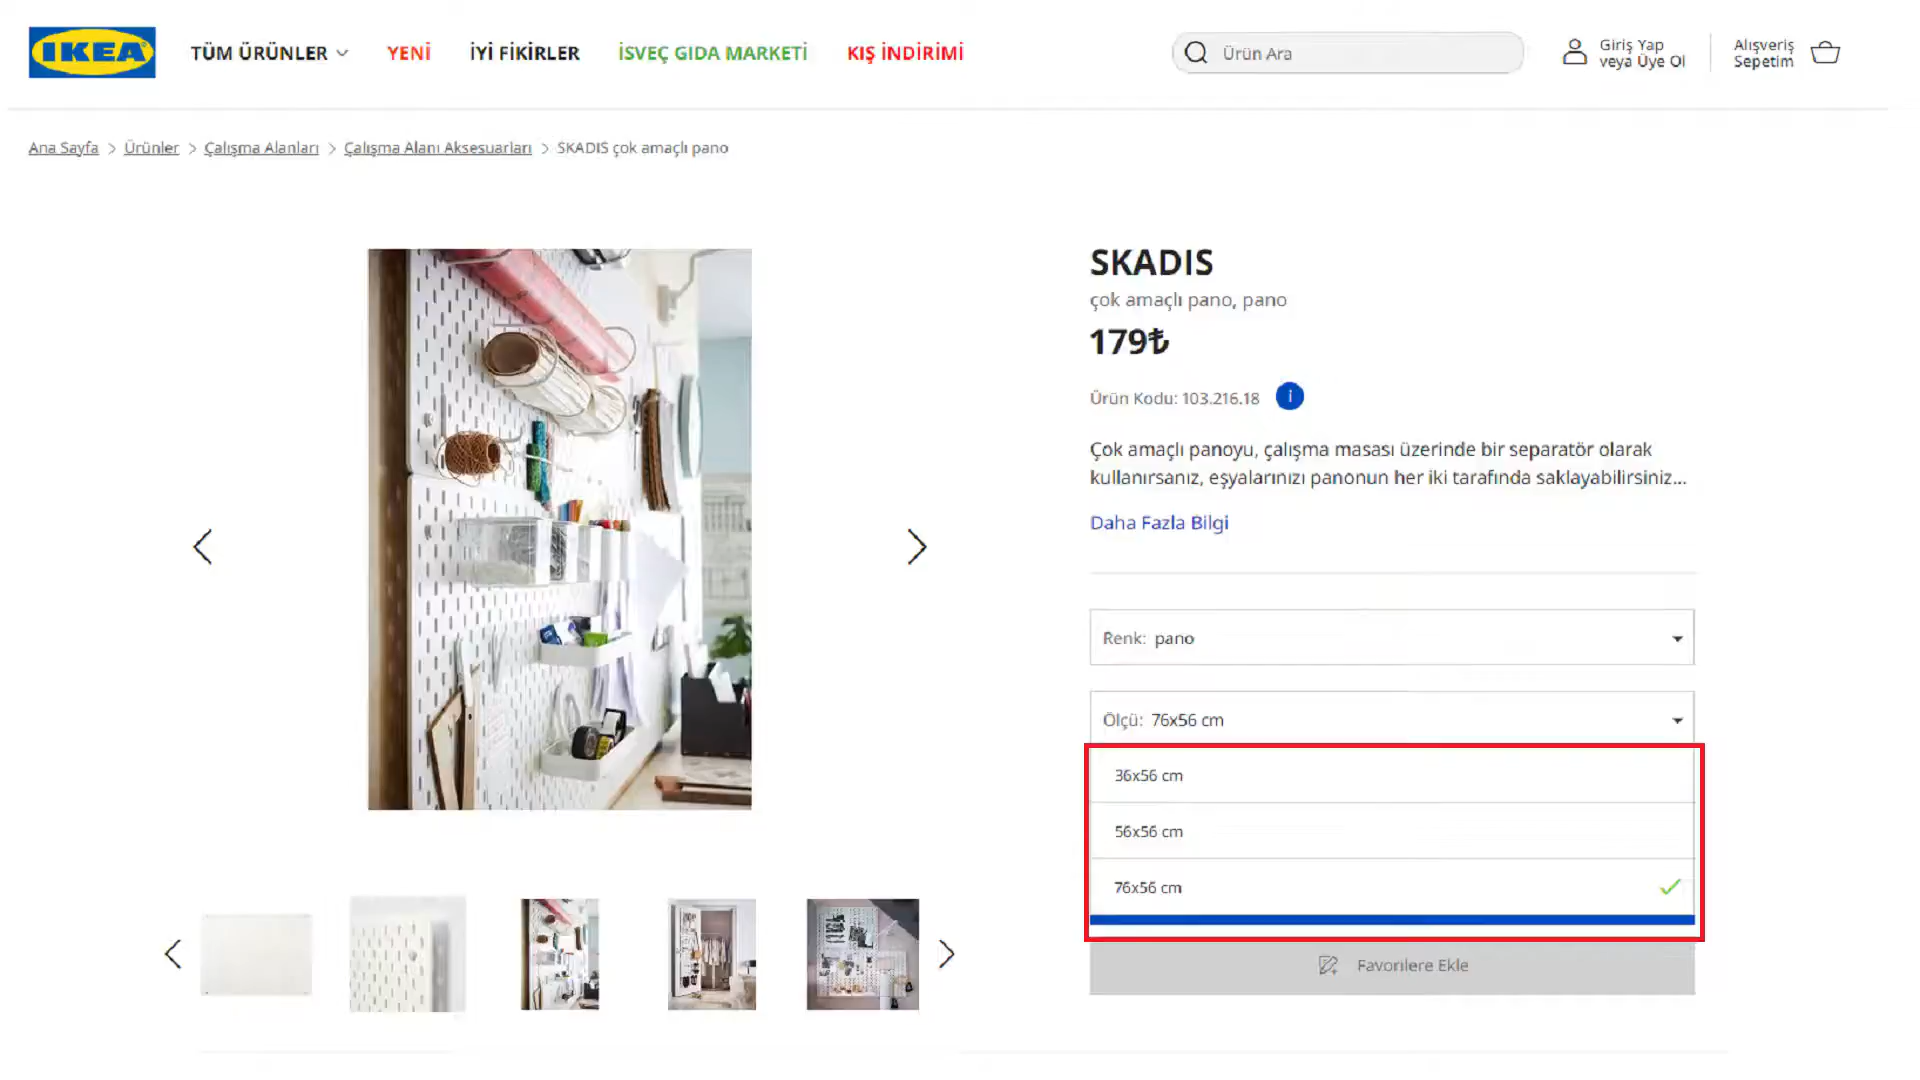 IKEA
TÜM ÜRÜNLER
YENİ
İYİ FİKİRLER
İSVEÇ GIDA MARKETİ
KIŞ İNDİRİMİ
Ürün Ara
Giriş Yap
veya Üye Ol
Alışveriş
Sepetim
Ana Sayfa > Ürünler > Çalışma Alanları > Çalışma Alanı Aksesuarları > SKADIS çok amaçlı pano
SKADIS
çok amaçlı pano, pano
179₺
Ürün Kodu: 103.216.18 i
Çok amaçlı panoyu, çalışma masası üzerinde bir separatör olarak
kullanırsanız, eşyalarınızı panonun her iki tarafında saklayabilirsiniz...
Daha Fazla Bilgi
Renk: pano
Ölçü: 76x56 cm
36x56 cm
56x56 cm
76x56 cm
Favorilere Ekle